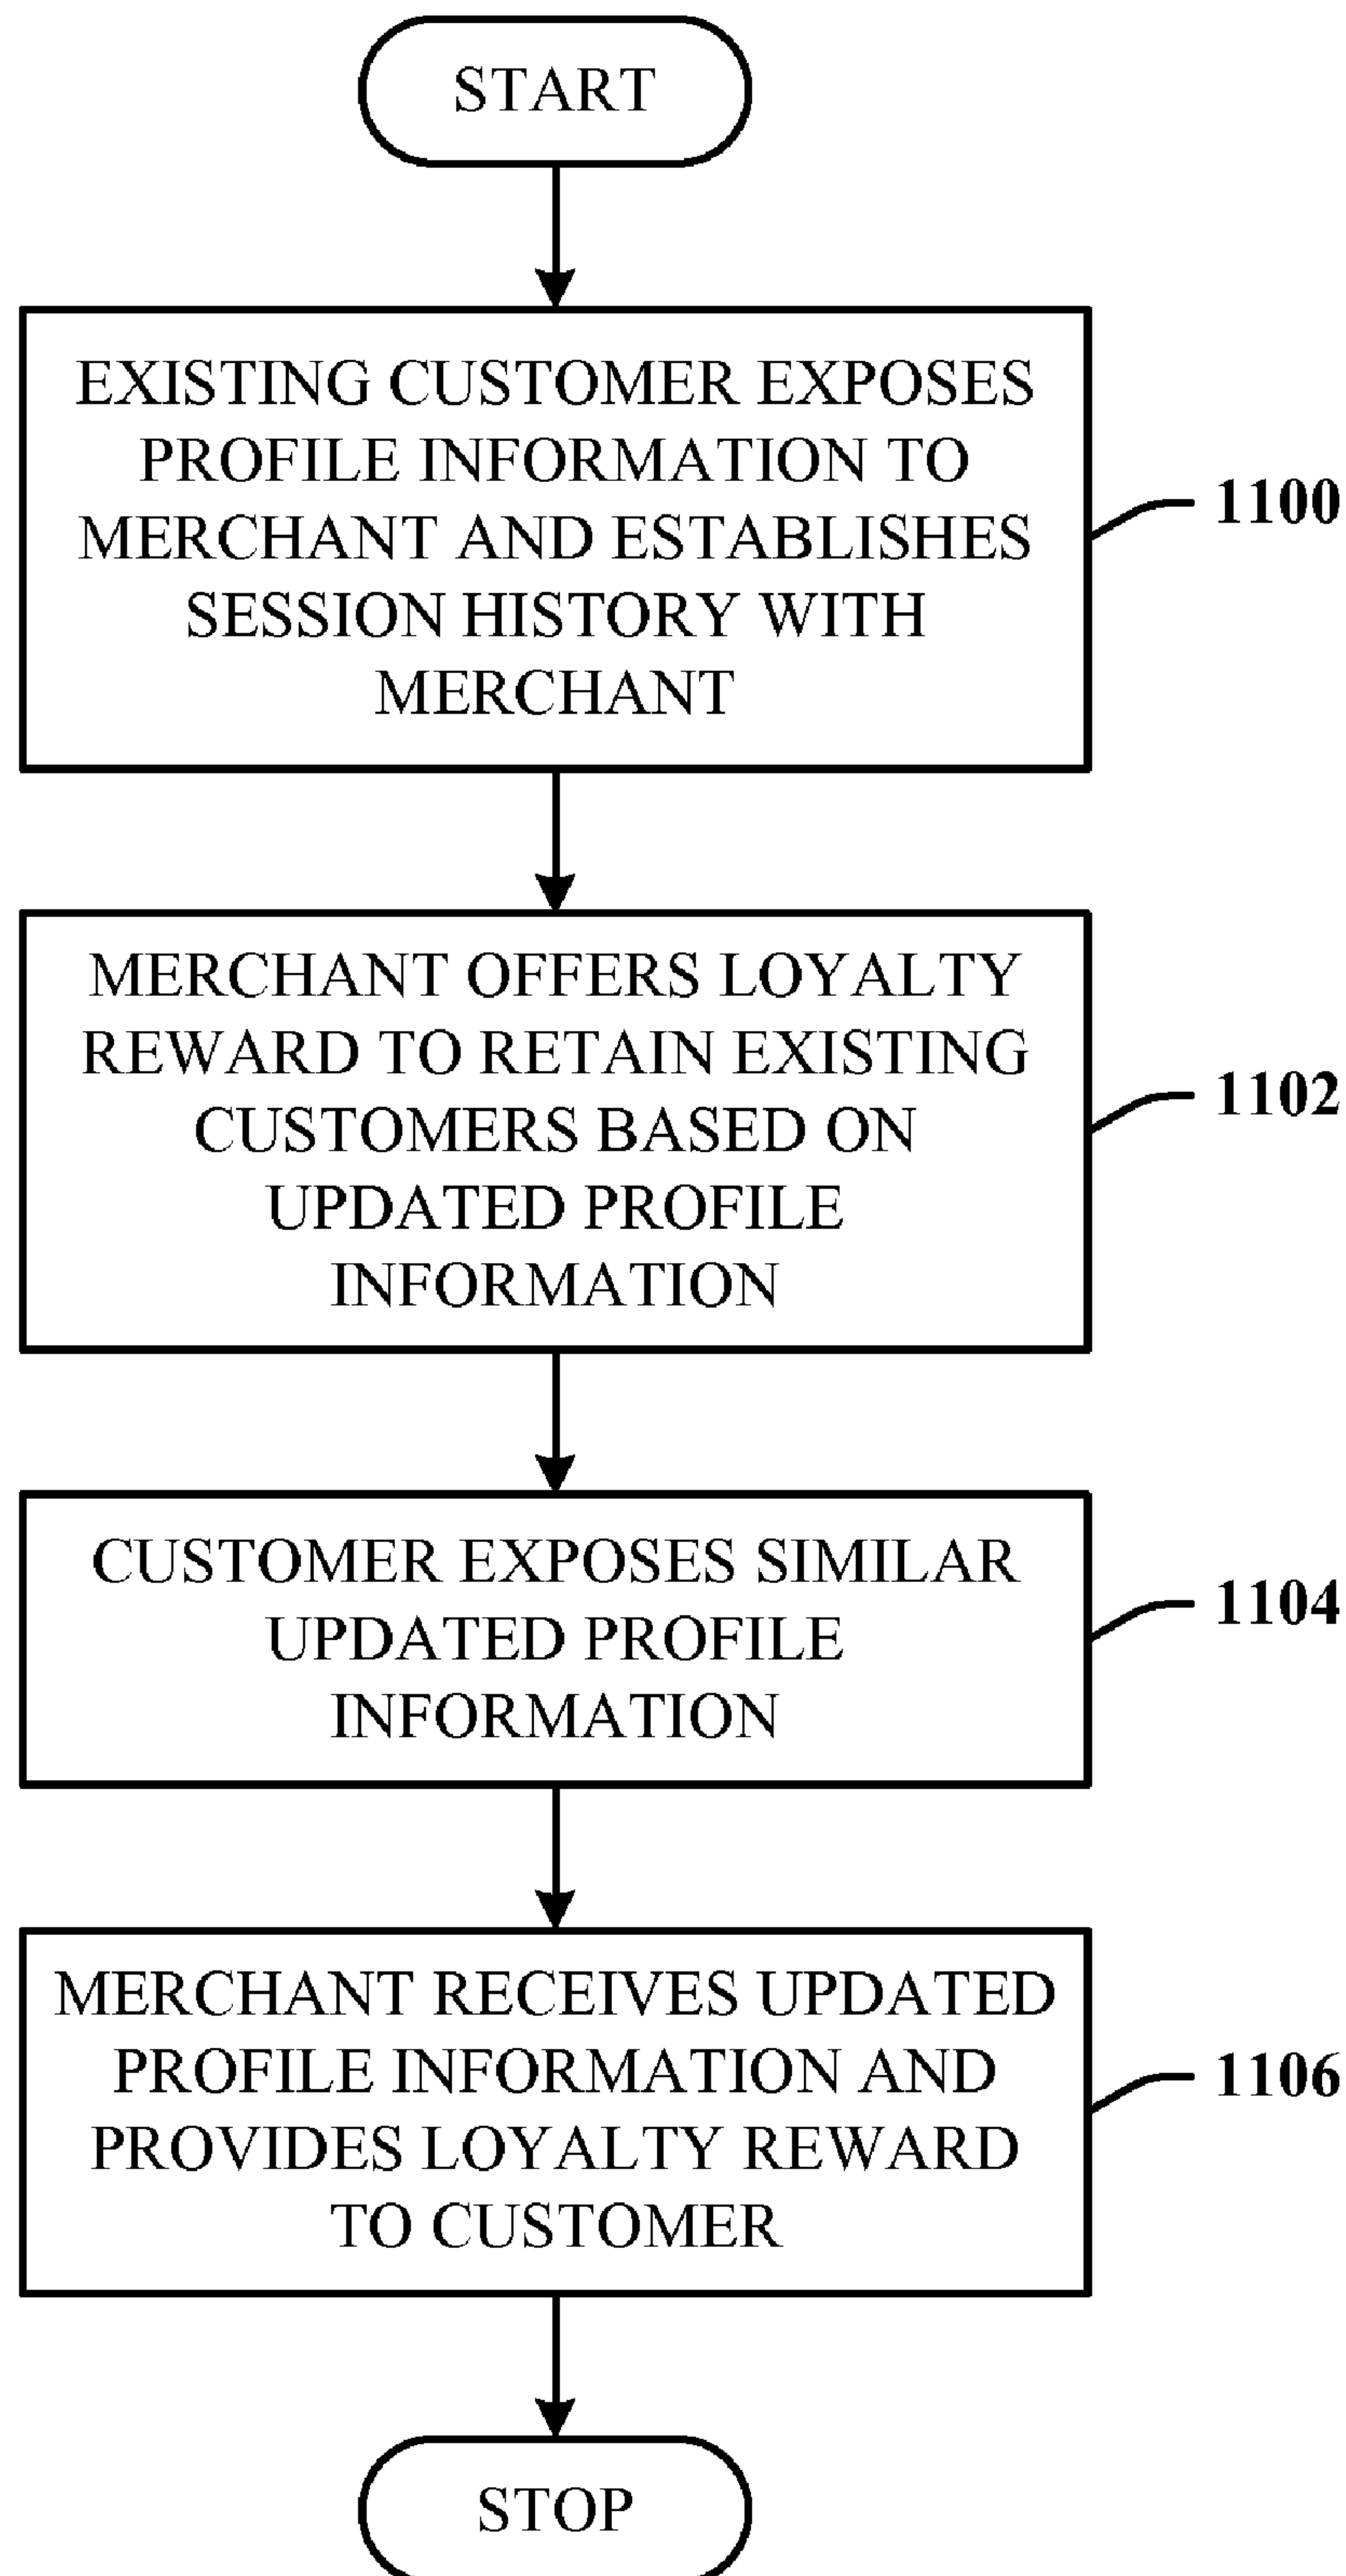 START
EXISTING CUSTOMER EXPOSES
PROFILE INFORMATION TO
MERCHANT AND ESTABLISHES
SESSION HISTORY WITH
MERCHANT
1100
MERCHANT OFFERS LOYALTY
REWARD TO RETAIN EXISTING
CUSTOMERS BASED ON
UPDATED PROFILE
INFORMATION
1102
CUSTOMER EXPOSES SIMILAR
UPDATED PROFILE
INFORMATION
1104
MERCHANT RECEIVES UPDATED
PROFILE INFORMATION AND
PROVIDES LOYALTY REWARD
TO CUSTOMER
1106
STOP